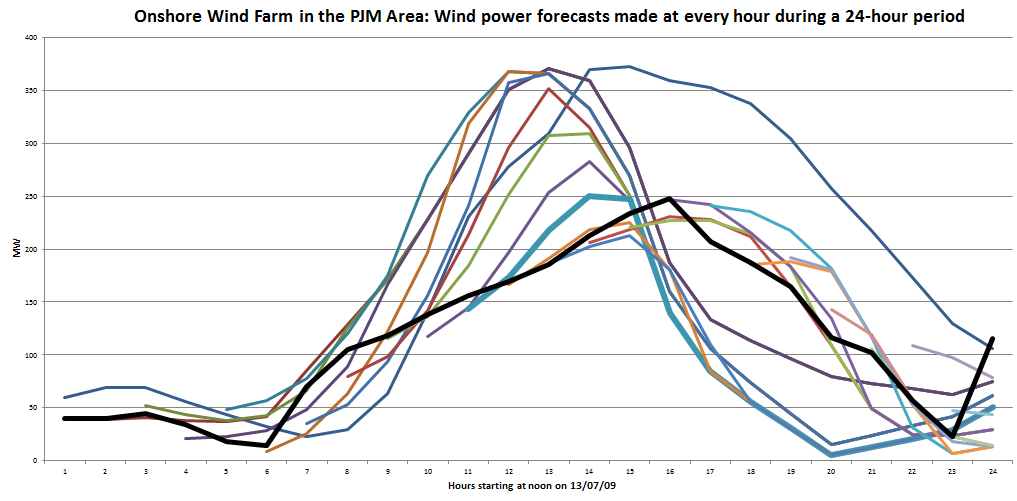 Onshore Wind Farm in the PJM Area: Wind power forecasts made at every hour during a 24-hour period
400
350
300
250
200
150
100
50
0
MW
1 2 3 4 5 6 7 8 9 10 11 12 13 14 15 16 17 18 19 20 21 22 23 24
Hours starting at noon on 13/07/09